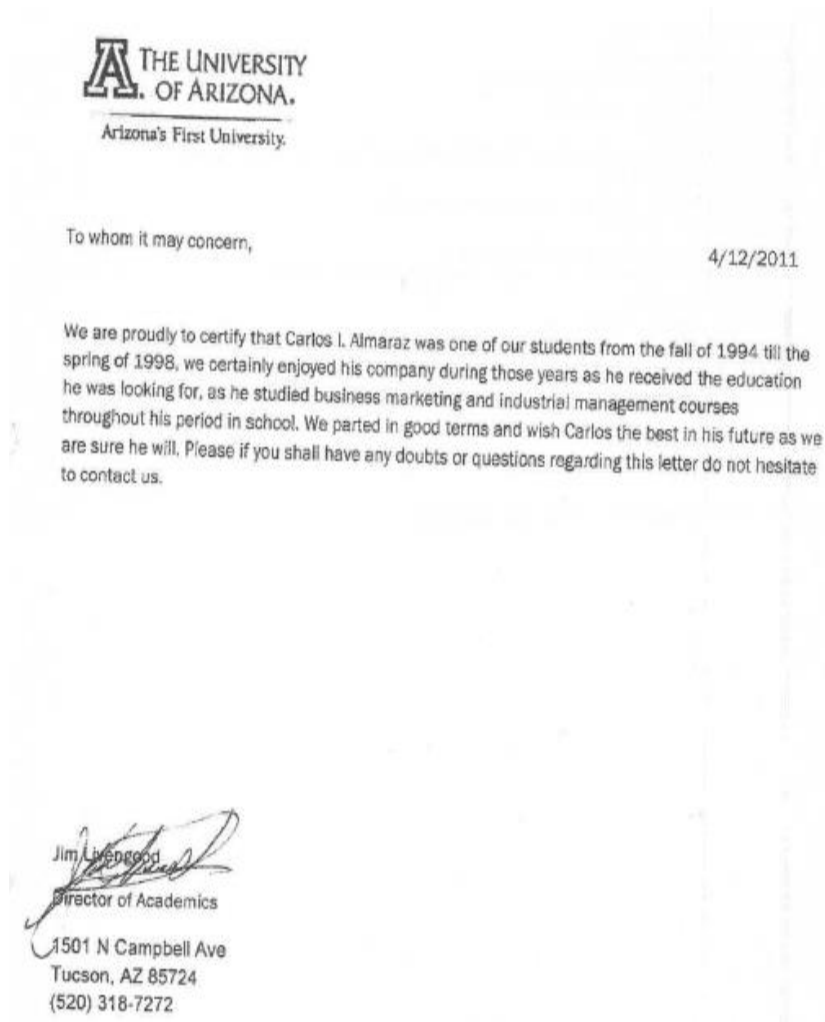 THE UNIVERSITY
OF ARIZONA.
Arizona's First University.
To whom it may concern,
4/12/2011
We are proudly to certify that Carlos I. Almaraz was one of our students from the fall of 1994 till the
spring of 1998, we certainly enjoyed his company during those years as he received the education
he was looking for, as he studied business marketing and industrial management courses
throughout his period in school. We parted in good terms and wish Carlos the best in his future as we
are sure he will. Please if you shall have any doubts or questions regarding this letter do not hesitate
to contact us.
Jim Livengood
Director of Academics
1501 N Campbell Ave
Tucson, AZ 85724
(520) 318-7272